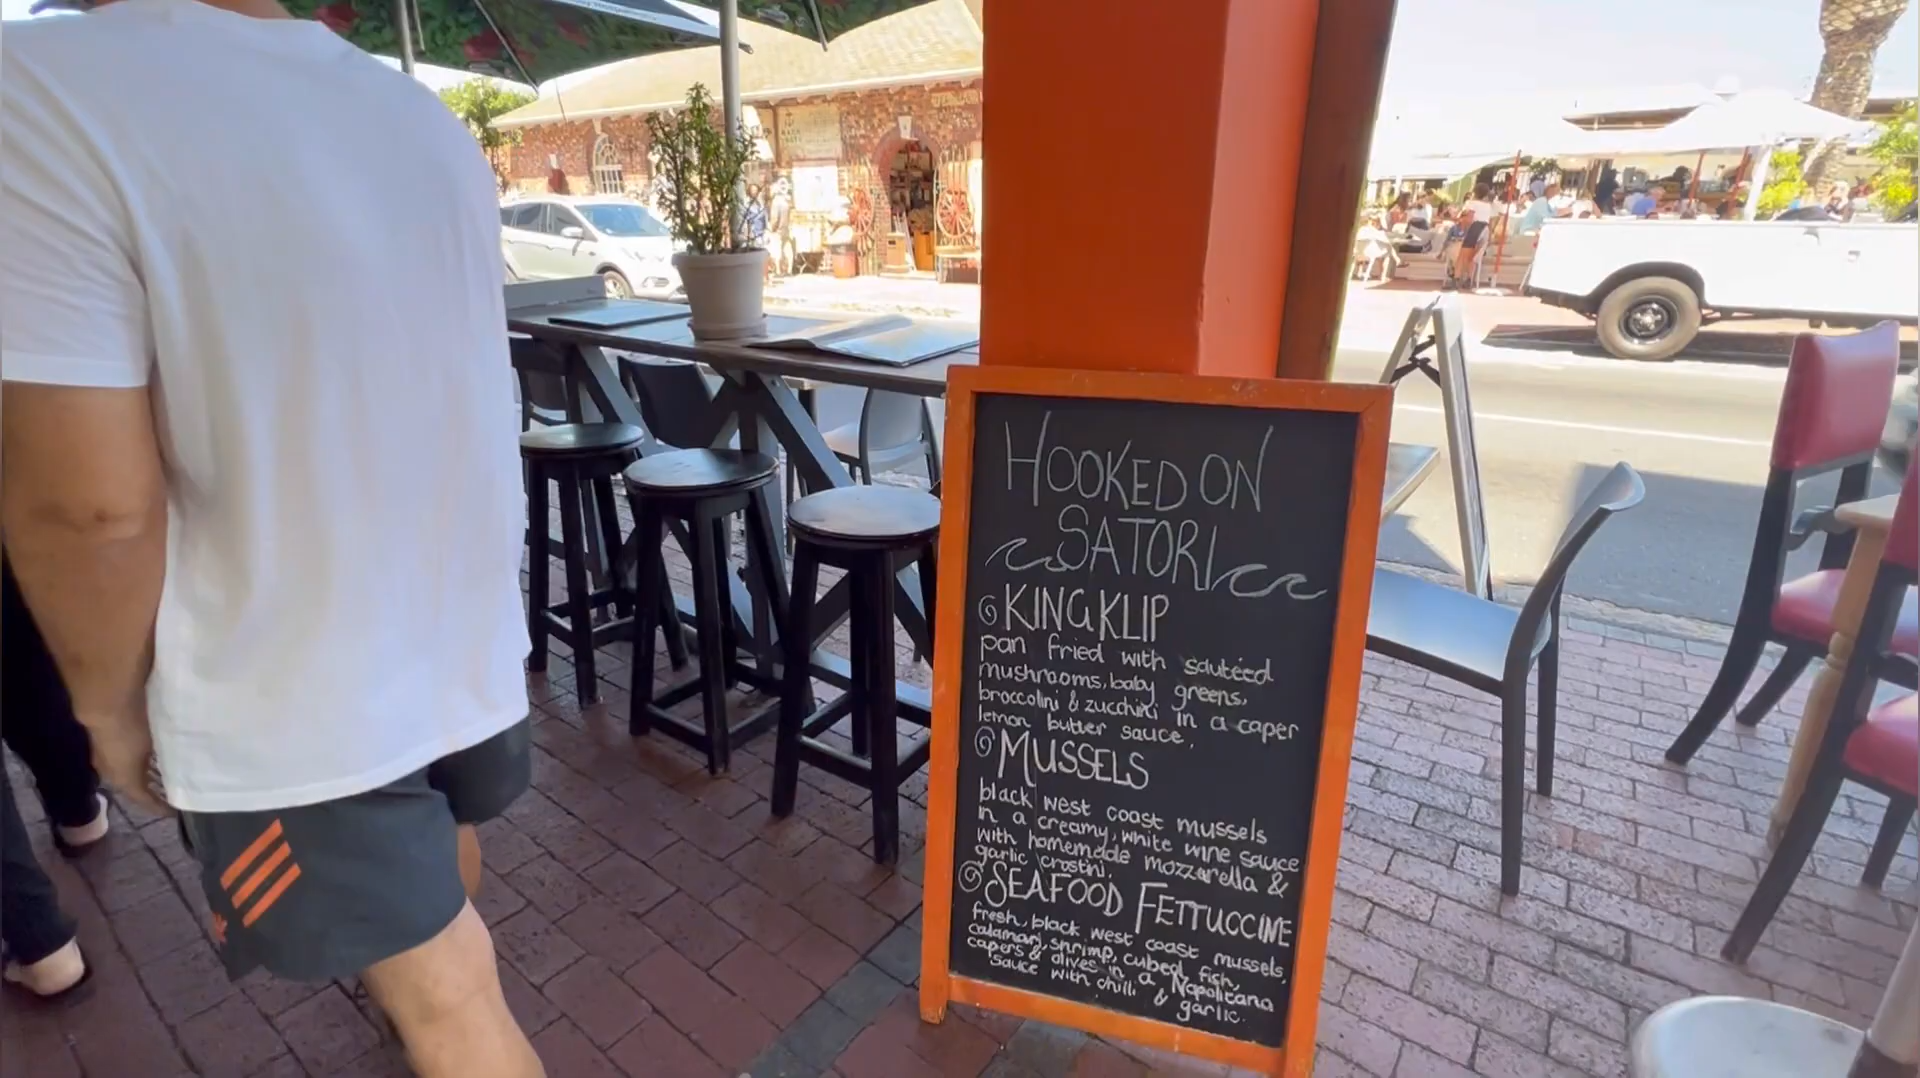 HOOKED ON
SATORI
KINGKLIP
pan fried with sautéed
mushrooms, baby greens,
broccolini & zucchini in a caper
lemon butter sauce.
MUSSELS
black west coast mussels
in a creamy, white wine sauce
with homemade mozzarella &
garlic crostini.
SEAFOOD FETTUCCINE
fresh, black west coast mussels,
calamari, shrimp, cubed fish,
capers & olives in a Napolitana
sauce with chilli & garlic.